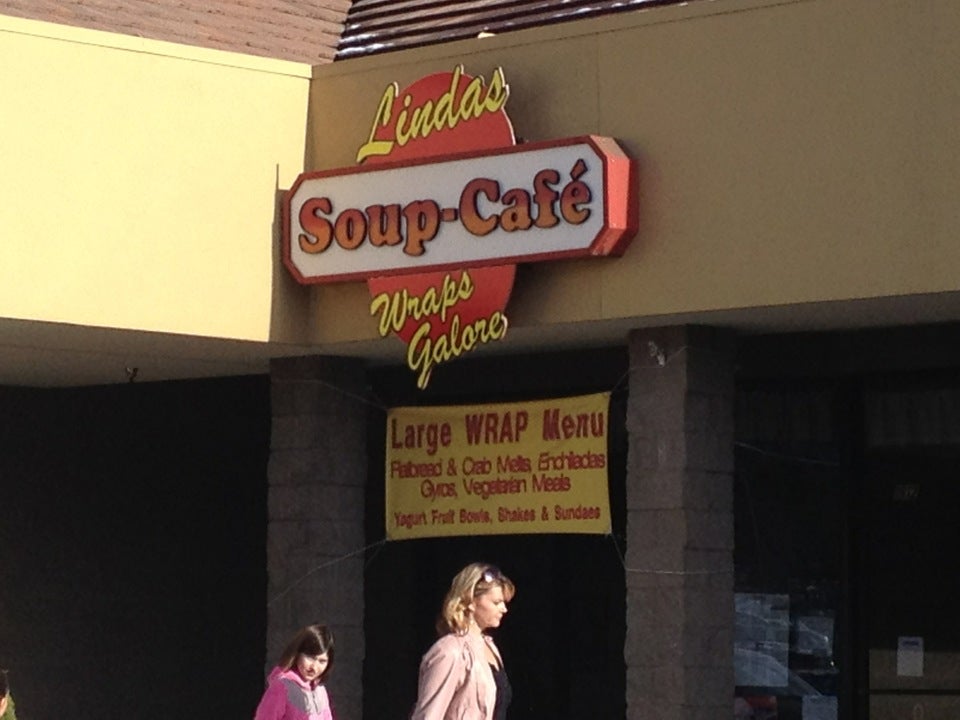 Lindas
Soup-Café
Wraps
Galore
Large WRAP Menu
Flatbread & Crab Melts, Enchiladas
Gyros, Vegetarian Meals
Yogurt Fruit Bowls, Shakes & Sundaes